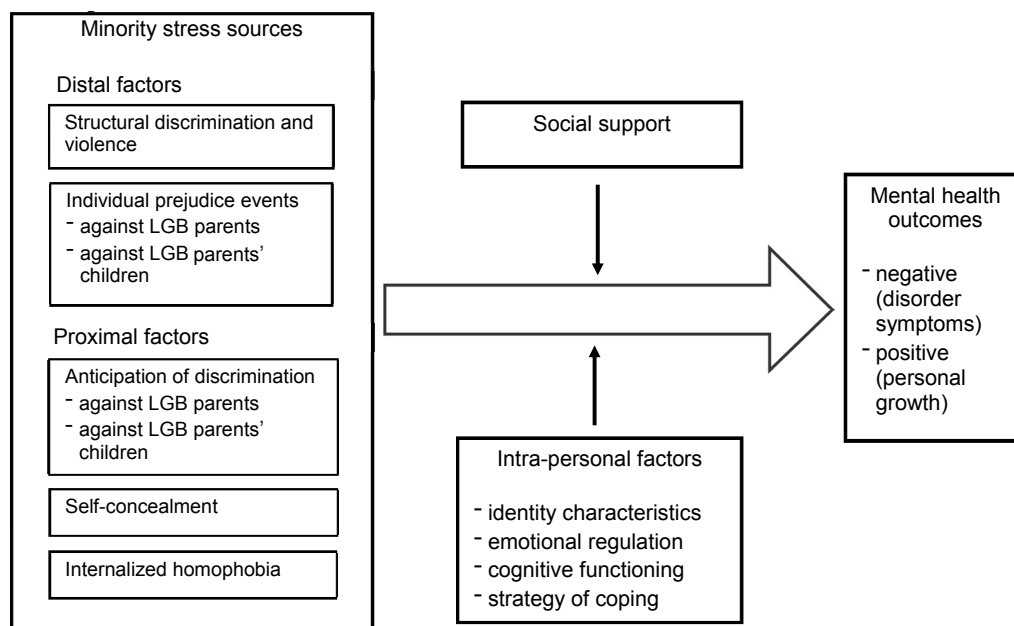 Minority stress sources
Distal factors
Structural discrimination and
violence
Individual prejudice events
- against LGB parents
- against LGB parents’
children
Proximal factors
Anticipation of discrimination
- against LGB parents
- against LGB parents’
children
Self-concealment
Internalized homophobia
Social support
Intra-personal factors
- identity characteristics
- emotional regulation
- cognitive functioning
- strategy of coping
Mental health
outcomes
- negative
(disorder
symptoms)
- positive
(personal
growth)